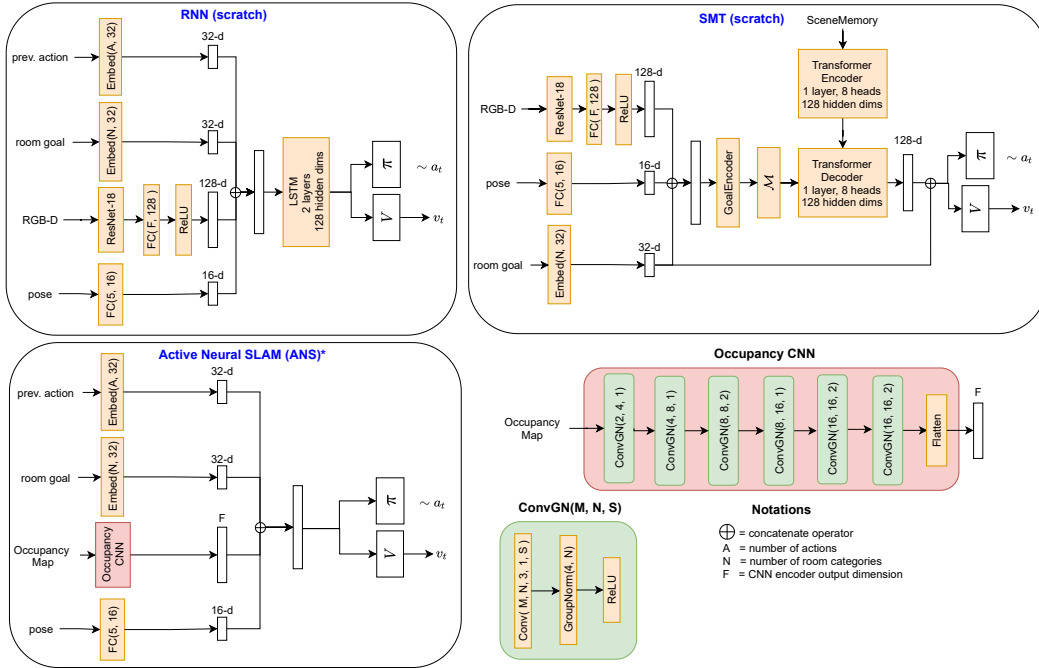 RNN (scratch)
prev. action
Embed(A, 32)
32-d
room goal
Embed(N, 32)
32-d
RGB-D
ResNet-18
FC( F, 128 )
ReLU
128-d
pose
FC(5, 16)
16-d
LSTM
2 layers
128 hidden dims
π
V
∼ a_t
v_t
SMT (scratch)
SceneMemory
Transformer
Encoder
1 layer, 8 heads
128 hidden dims
RGB-D
ResNet-18
FC( F, 128 )
ReLU
128-d
pose
FC(5, 16)
16-d
room goal
Embed(N, 32)
32-d
GoalEncoder
ℳ
Transformer
Decoder
1 layer, 8 heads
128 hidden dims
128-d
π
V
∼ a_t
v_t
Active Neural SLAM (ANS)*
prev. action
Embed(A, 32)
32-d
room goal
Embed(N, 32)
32-d
Occupancy
Map
Occupancy
CNN
F
pose
FC(5, 16)
16-d
π
V
∼ a_t
v_t
Occupancy CNN
Occupancy
Map
ConvGN(2, 4, 1)
ConvGN(4, 8, 1)
ConvGN(8, 8, 2)
ConvGN(8, 16, 1)
ConvGN(16, 16, 2)
ConvGN(16, 16, 2)
Flatten
F
ConvGN(M, N, S)
Conv( M, N, 3, 1, S)
GroupNorm(4, N)
ReLU
Notations
⊕ = concatenate operator
A = number of actions
N = number of room categories
F = CNN encoder output dimension